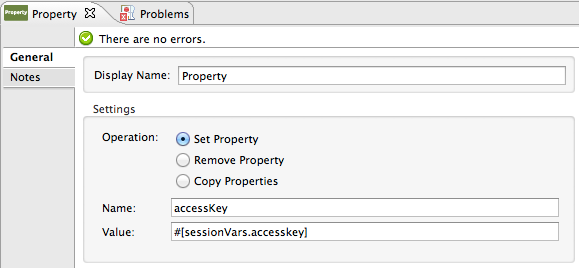 Property Property Problems
There are no errors.
General
Notes
Display Name: Property
Settings
Operation: Set Property
Remove Property
Copy Properties
Name: accessKey
Value: #[sessionVars.accesskey]